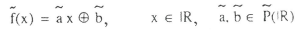 f̃(x) = ã x ⊕ b̃,    x ∈ ℝ,    ã, b̃ ∈ P̃(ℝ)